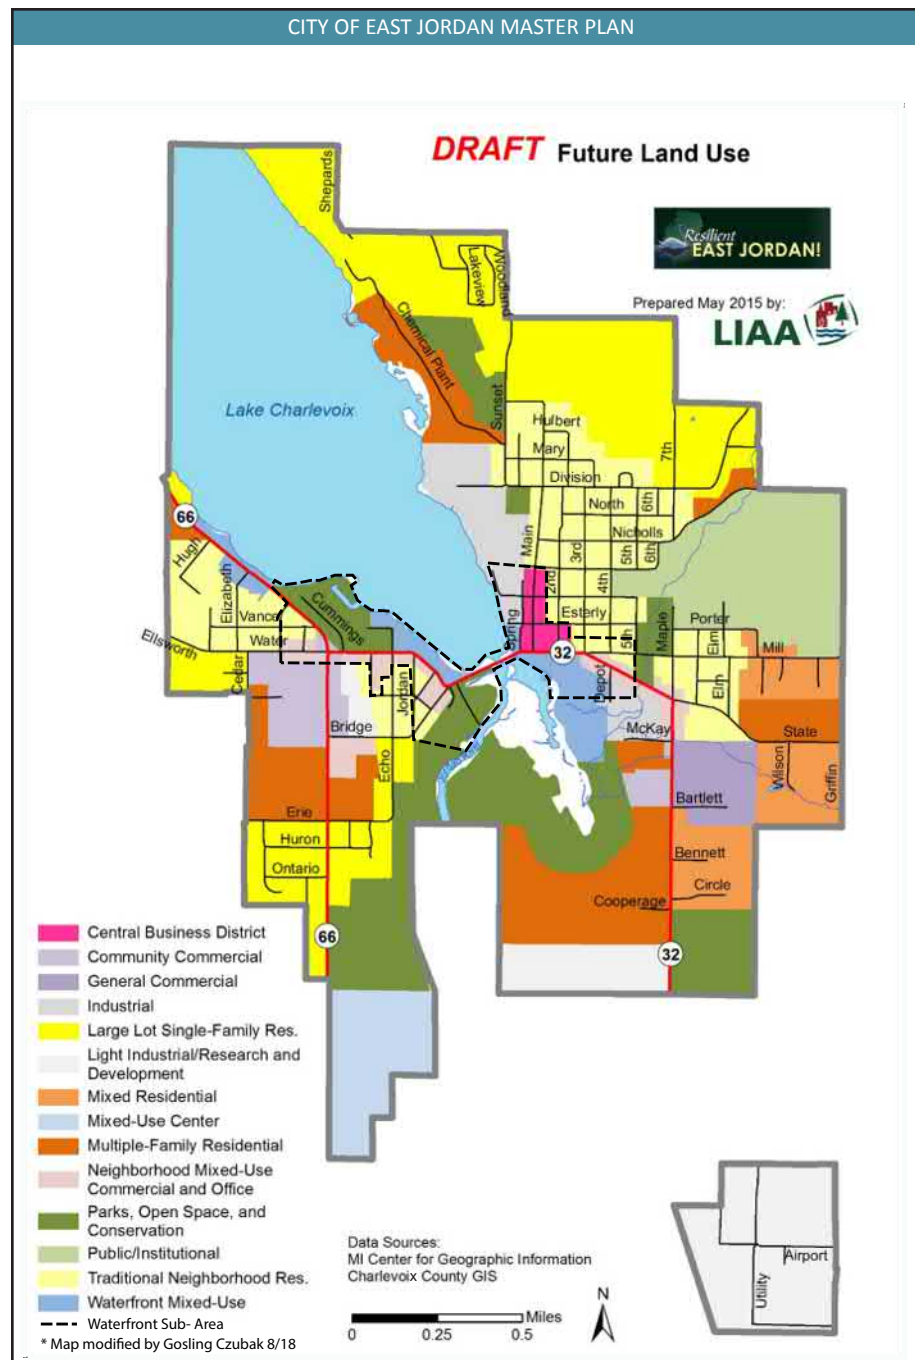 CITY OF EAST JORDAN MASTER PLAN
DRAFT Future Land Use
Resilient
EAST JORDAN!
Prepared May 2015 by:
LIAA
Shepards
Woodland
Lakeview
Chemical Plant
Sunset
Lake Charlevoix
Hulbert
Mary
Division
7th
North
6th
Nicholls
Main
3rd
5th
6th
2nd
4th
66
Hugh
Elizabeth
Vance
Cummings
Water
Ellsworth
Cedar
Spring
Esterly
5th
Maple
Porter
Elm
Mill
32
Depot
Elm
Jordan
Bridge
McKay
State
Echo
Wilson
Griffin
Erie
Bartlett
Huron
Bennett
Ontario
Circle
Cooperage
66
32
Central Business District
Community Commercial
General Commercial
Industrial
Large Lot Single-Family Res.
Light Industrial/Research and
Development
Mixed Residential
Mixed-Use Center
Multiple-Family Residential
Neighborhood Mixed-Use
Commercial and Office
Parks, Open Space, and
Conservation
Public/Institutional
Traditional Neighborhood Res.
Waterfront Mixed-Use
Waterfront Sub- Area
* Map modified by Gosling Czubak 8/18
Data Sources:
MI Center for Geographic Information
Charlevoix County GIS
Miles
0 0.25 0.5
N
Airport
Utility